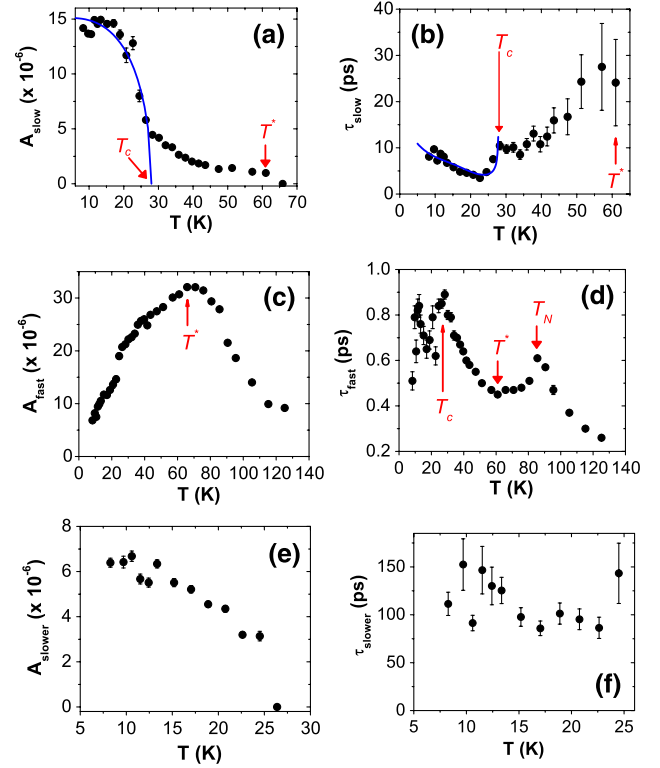 (a)
A_slow (x 10^-6)
15
10
5
0
T_c
T*
10 20 30 40 50 60 70
T (K)
(b)
τ_slow (ps)
40
30
20
10
0
T_c
T*
0 10 20 30 40 50 60
T (K)
(c)
A_fast (x 10^-6)
30
20
10
0
T*
0 20 40 60 80 100 120 140
T (K)
(d)
τ_fast (ps)
1.0
0.8
0.6
0.4
0.2
T_c
T*
T_N
0 20 40 60 80 100 120 140
T (K)
(e)
A_slower (x 10^-6)
8
6
4
2
0
5 10 15 20 25 30
T (K)
(f)
τ_slower (ps)
150
100
50
0
5 10 15 20 25
T (K)